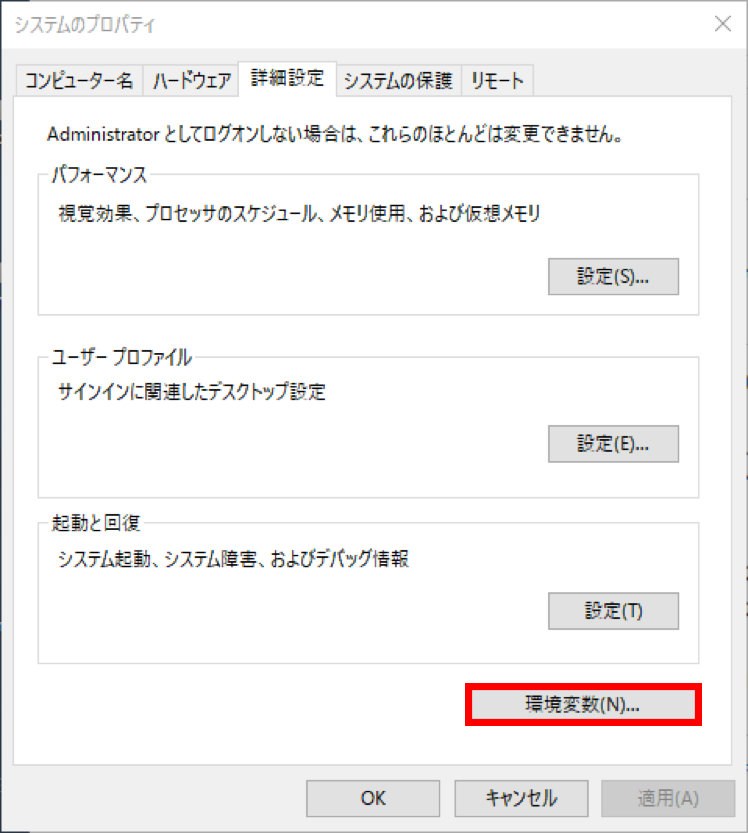 システムのプロパティ
コンピューター名 ハードウェア 詳細設定 システムの保護 リモート
Administrator としてログオンしない場合は、これらのほとんどは変更できません。
パフォーマンス
視覚効果、プロセッサのスケジュール、メモリ使用、および仮想メモリ
設定(S)...
ユーザー プロファイル
サインインに関連したデスクトップ設定
設定(E)...
起動と回復
システム起動、システム障害、およびデバッグ情報
設定(T)
環境変数(N)...
OK キャンセル 適用(A)